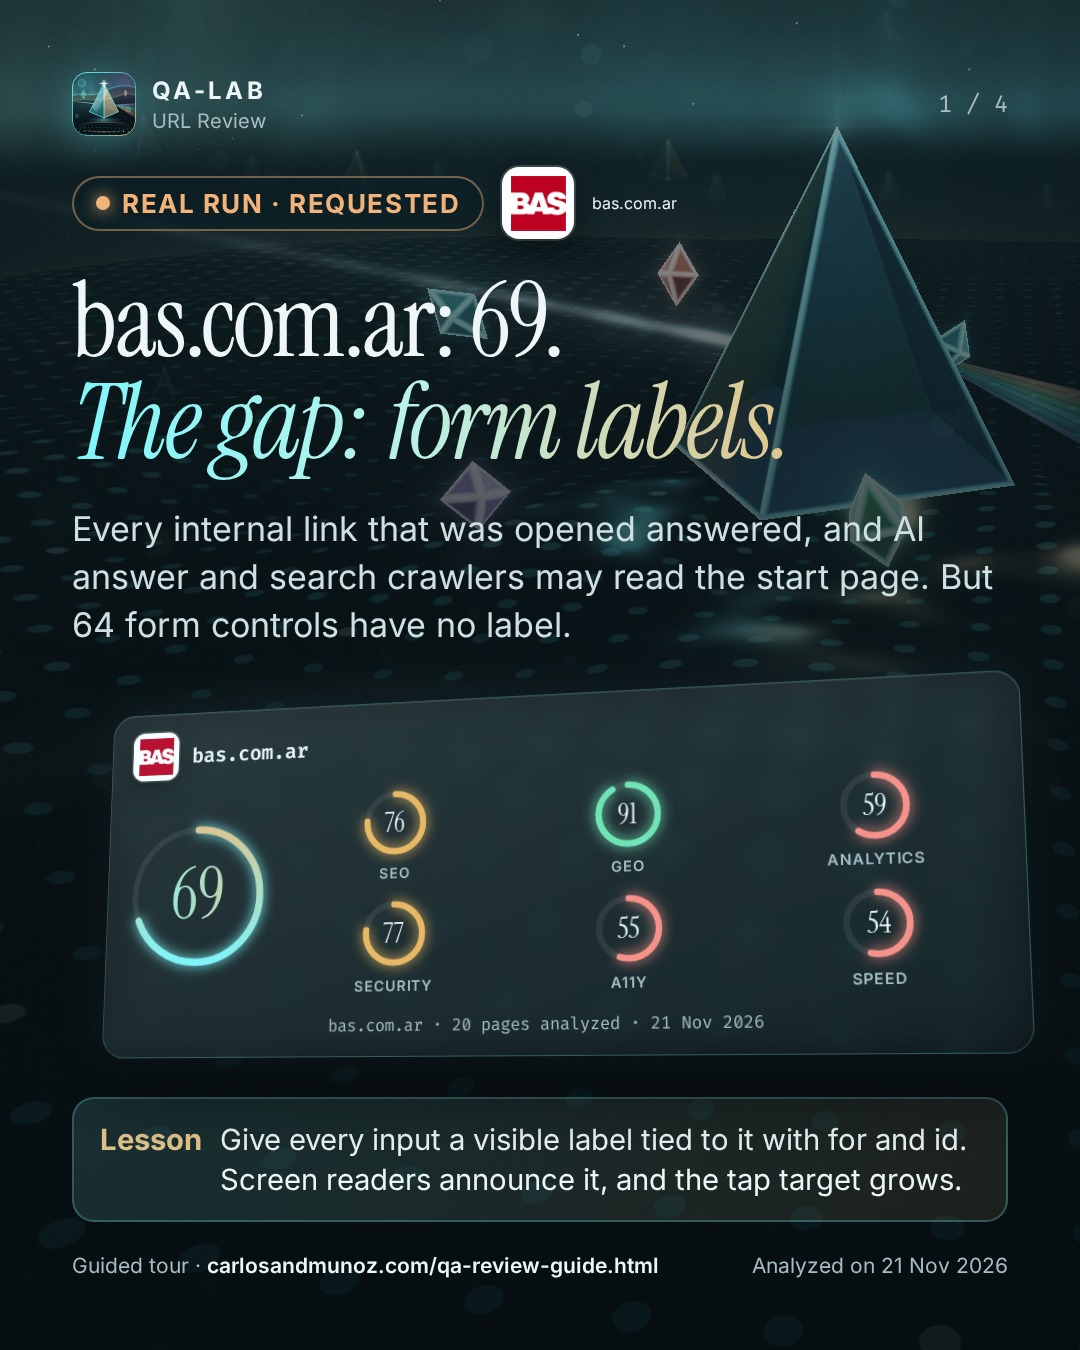 QA-LAB
URL Review
1 / 4
REAL RUN · REQUESTED
BAS
bas.com.ar
bas.com.ar: 69.
The gap: form labels.
Every internal link that was opened answered, and AI
answer and search crawlers may read the start page. But
64 form controls have no label.
BAS
bas.com.ar
69
76
SEO
91
GEO
59
ANALYTICS
77
SECURITY
55
A11Y
54
SPEED
bas.com.ar · 20 pages analyzed · 21 Nov 2026
Lesson
Give every input a visible label tied to it with for and id.
Screen readers announce it, and the tap target grows.
Guided tour · carlosandmunoz.com/qa-review-guide.html
Analyzed on 21 Nov 2026